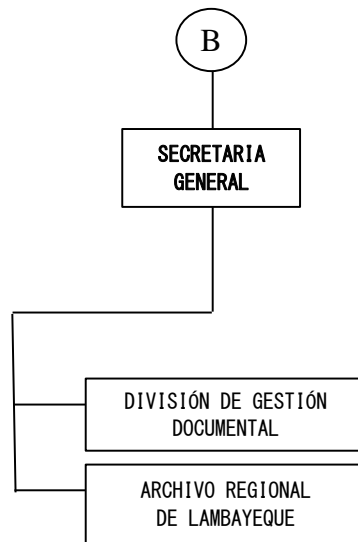 B
SECRETARIA
GENERAL
DIVISIÓN DE GESTIÓN
DOCUMENTAL
ARCHIVO REGIONAL
DE LAMBAYEQUE